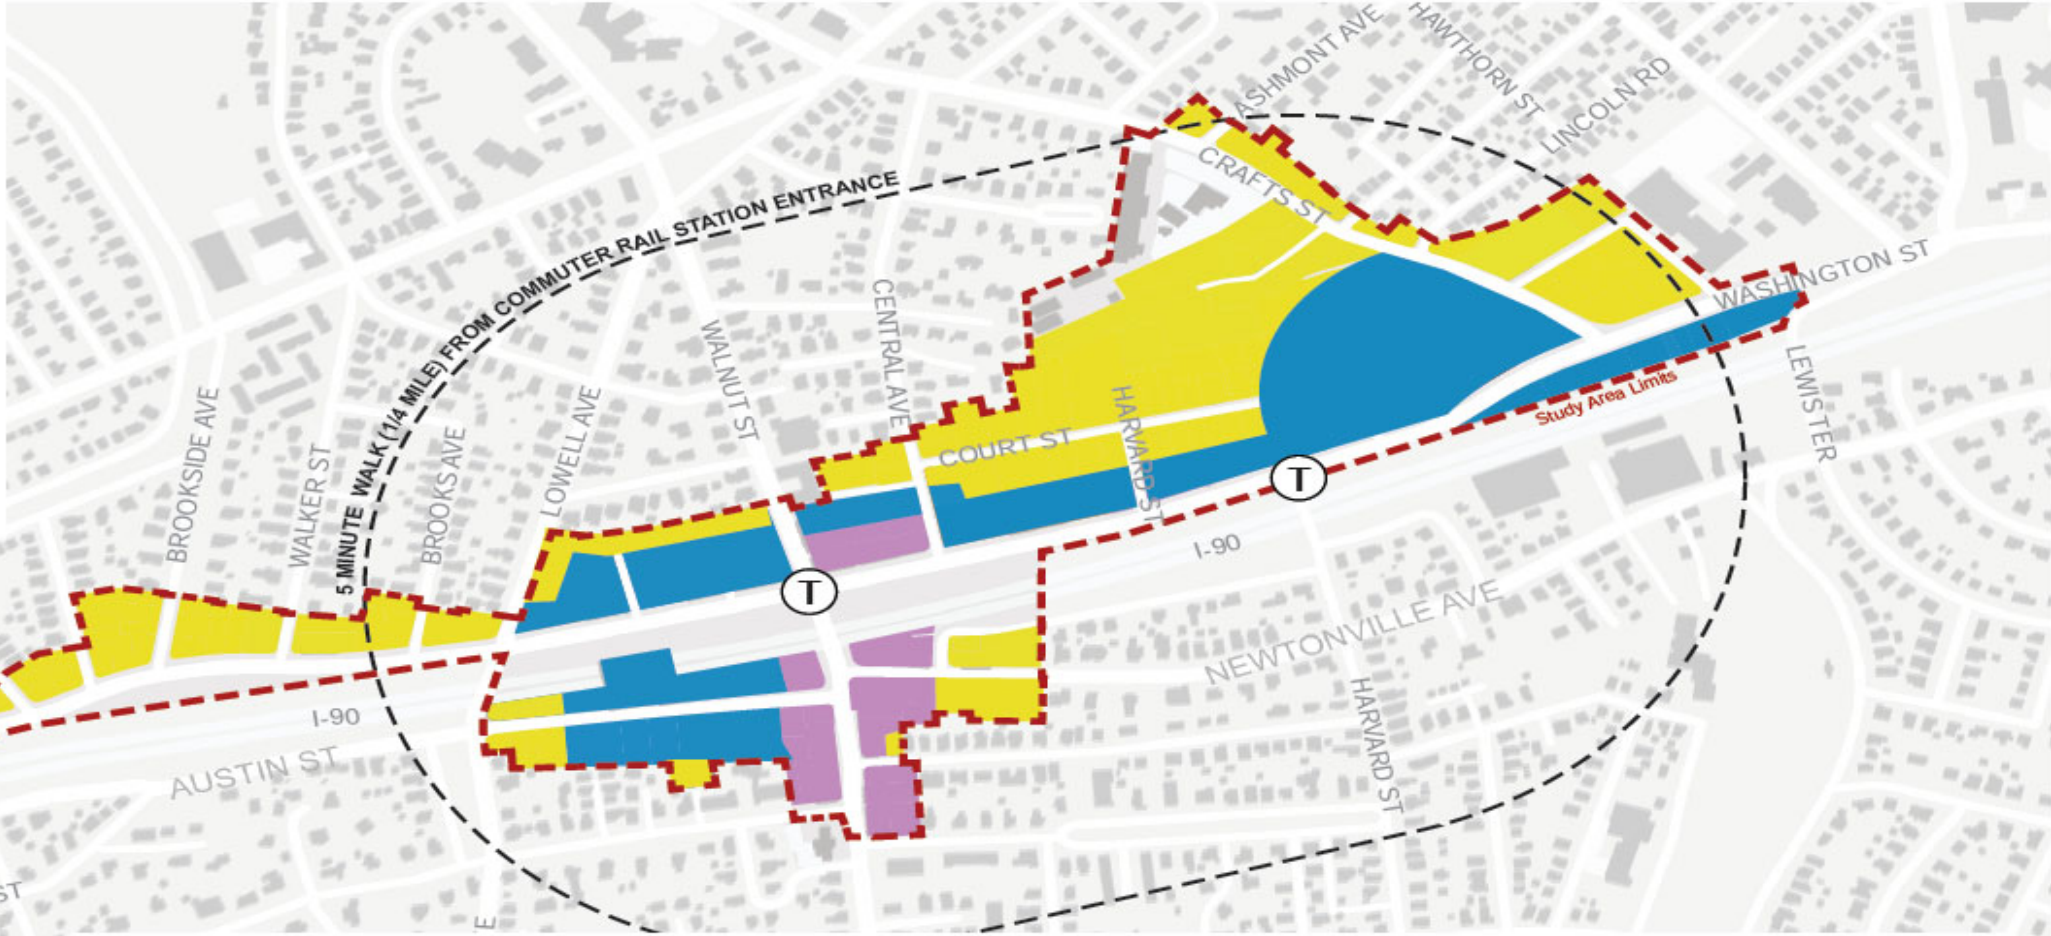 ASHMONT AVE
HAWTHORN ST
LINCOLN RD
CRAFTS ST
5 MINUTE WALK (1/4 MILE) FROM COMMUTER RAIL STATION ENTRANCE
WASHINGTON ST
CENTRAL AVE
WALNUT ST
LEWISTER
Study Area Limits
BROOKSIDE AVE
WALKER ST
BROOKS AVE
LOWELL AVE
HARVARD ST
COURT ST
T
I-90
T
NEWTONVILLE AVE
I-90
HARVARD ST
AUSTIN ST
ST
E